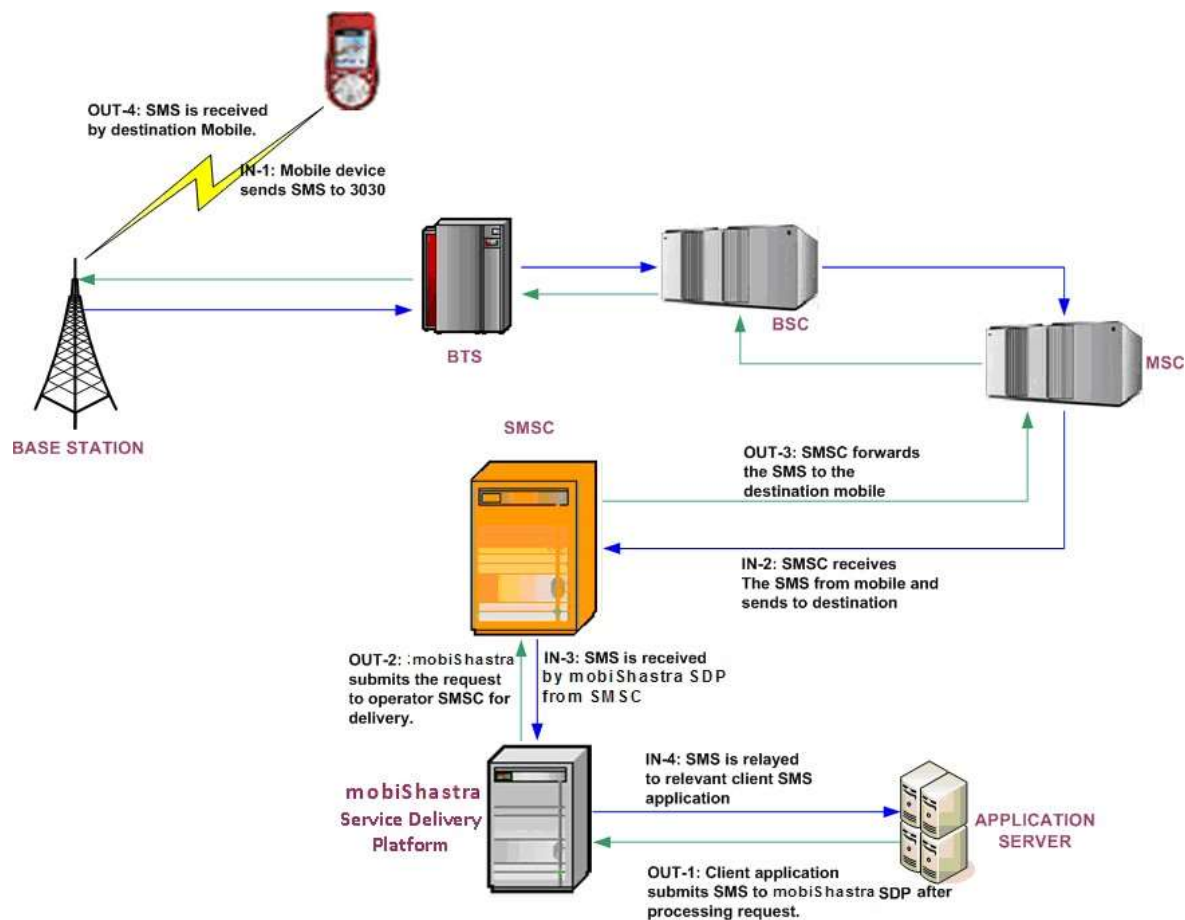 OUT-4: SMS is received
by destination Mobile.
IN-1: Mobile device
sends SMS to 3030
BTS
BSC
MSC
BASE STATION
SMSC
OUT-3: SMSC forwards
the SMS to the
destination mobile
IN-2: SMSC receives
The SMS from mobile and
sends to destination
OUT-2: :mobiShastra
submits the request
to operator SMSC for
delivery.
IN-3: SMS is received
by mobiShastra SDP
from SMSC
mobiShastra
Service Delivery
Platform
IN-4: SMS is relayed
to relevant client SMS
application
APPLICATION
SERVER
OUT-1: Client application
submits SMS to mobiShastra SDP after
processing request.